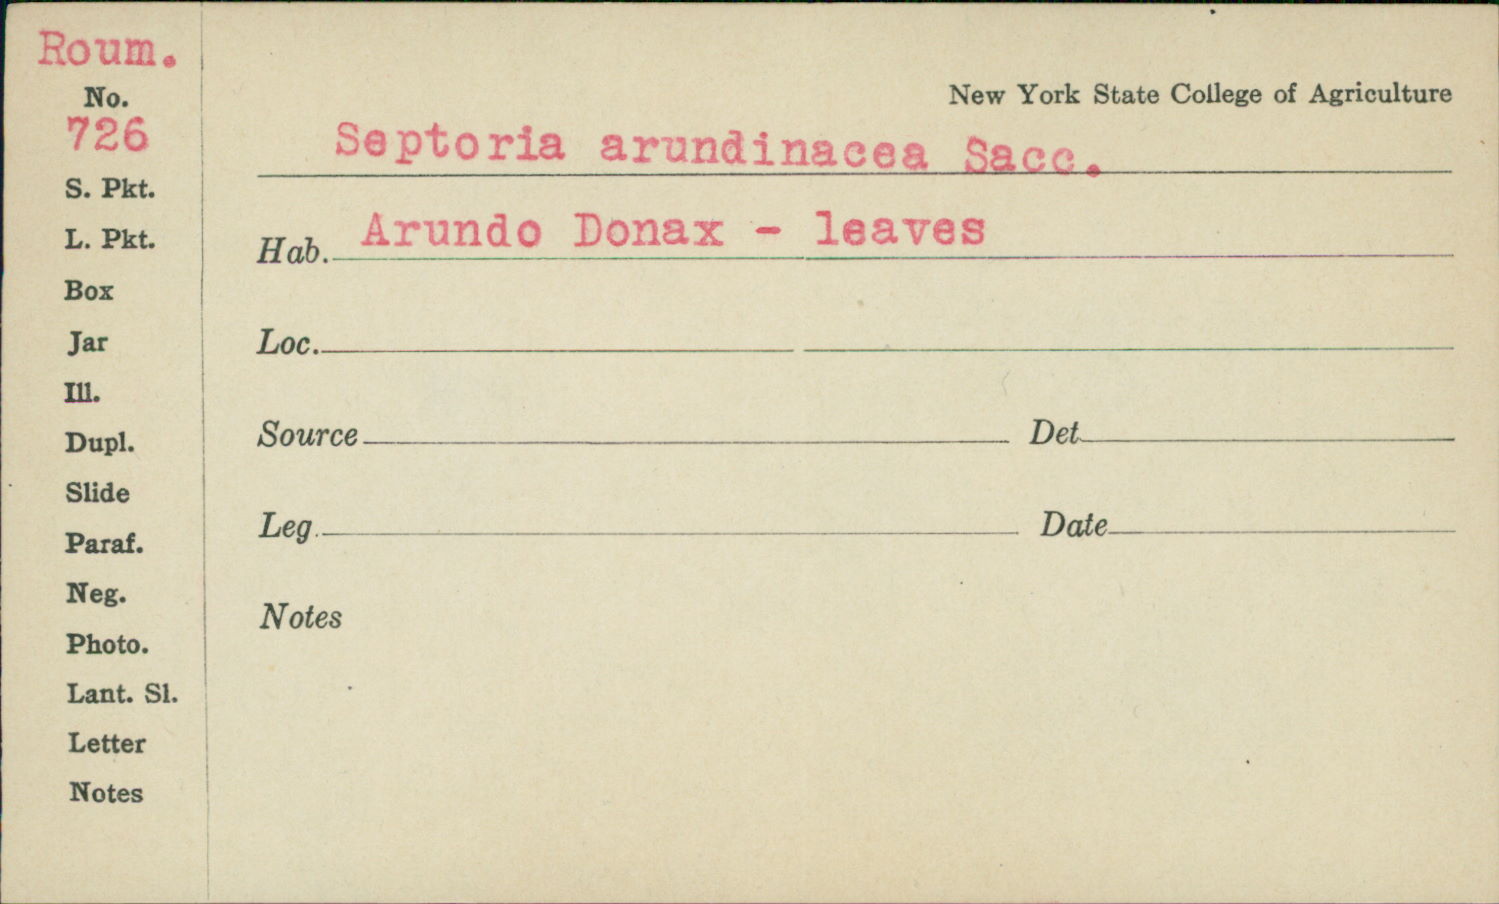 Roum.
No.
726
S. Pkt.
L. Pkt.
Box
Jar
Ill.
Dupl.
Slide
Paraf.
Neg.
Photo.
Lant. Sl.
Letter
Notes
New York State College of Agriculture
Septoria arundinacea Sacc.
Hab. Arundo Donax - leaves
Loc.
Source Det.
Leg. Date
Notes